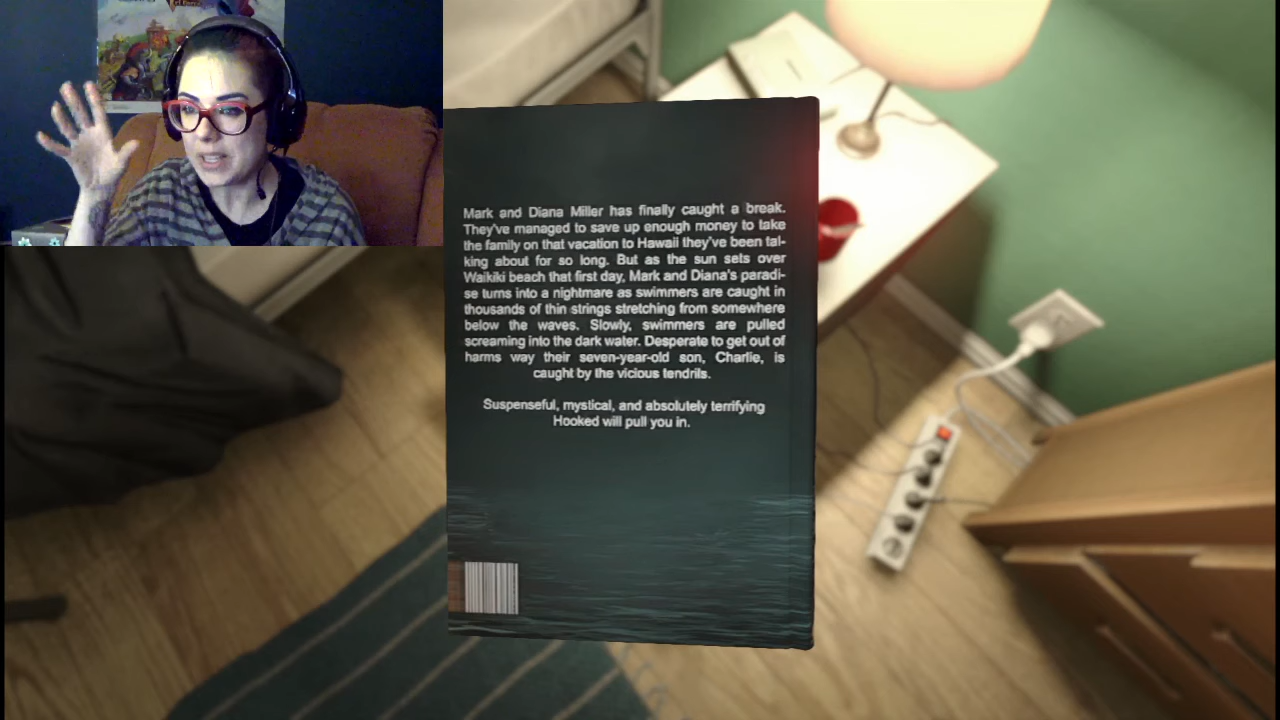 Mark and Diana Miller has finally caught a break.
They've managed to save up enough money to take
the family on that vacation to Hawaii they've been tal-
king about for so long. But as the sun sets over
Waikiki beach that first day, Mark and Diana's paradi-
se turns into a nightmare as swimmers are caught in
thousands of thin strings stretching from somewhere
below the waves. Slowly, swimmers are pulled
screaming into the dark water. Desperate to get out of
harms way their seven-year-old son, Charlie, is
caught by the vicious tendrils.
Suspenseful, mystical, and absolutely terrifying
Hooked will pull you in.